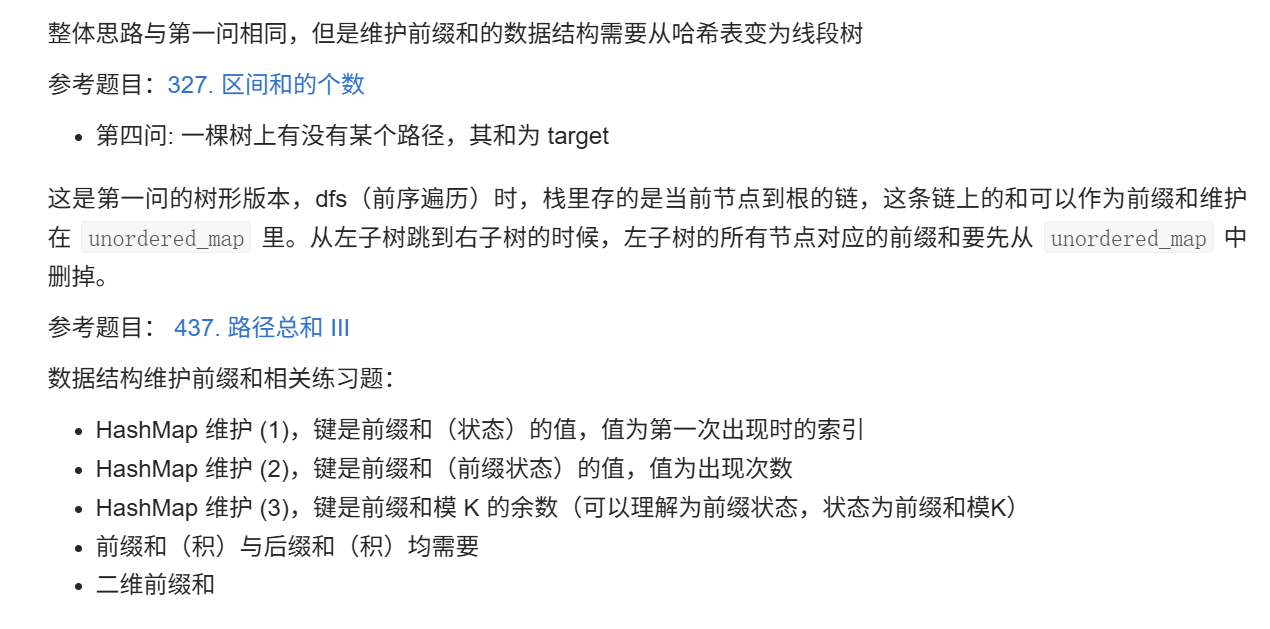 整体思路与第一问相同，但是维护前缀和的数据结构需要从哈希表变为线段树
参考题目：327. 区间和的个数
• 第四问: 一棵树上有没有某个路径，其和为 target
这是第一问的树形版本，dfs（前序遍历）时，栈里存的是当前节点到根的链，这条链上的和可以作为前缀和维护
在 unordered_map 里。从左子树跳到右子树的时候，左子树的所有节点对应的前缀和要先从 unordered_map 中
删掉。
参考题目： 437. 路径总和 III
数据结构维护前缀和相关练习题：
• HashMap 维护 (1)，键是前缀和（状态）的值，值为第一次出现时的索引
• HashMap 维护 (2)，键是前缀和（前缀状态）的值，值为出现次数
• HashMap 维护 (3)，键是前缀和模 K 的余数（可以理解为前缀状态，状态为前缀和模K）
• 前缀和（积）与后缀和（积）均需要
• 二维前缀和